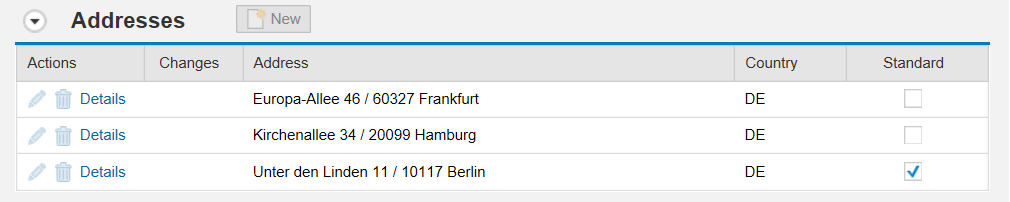 Addresses New
Actions Changes Address Country Standard
Details Europa-Allee 46 / 60327 Frankfurt DE
Details Kirchenallee 34 / 20099 Hamburg DE
Details Unter den Linden 11 / 10117 Berlin DE